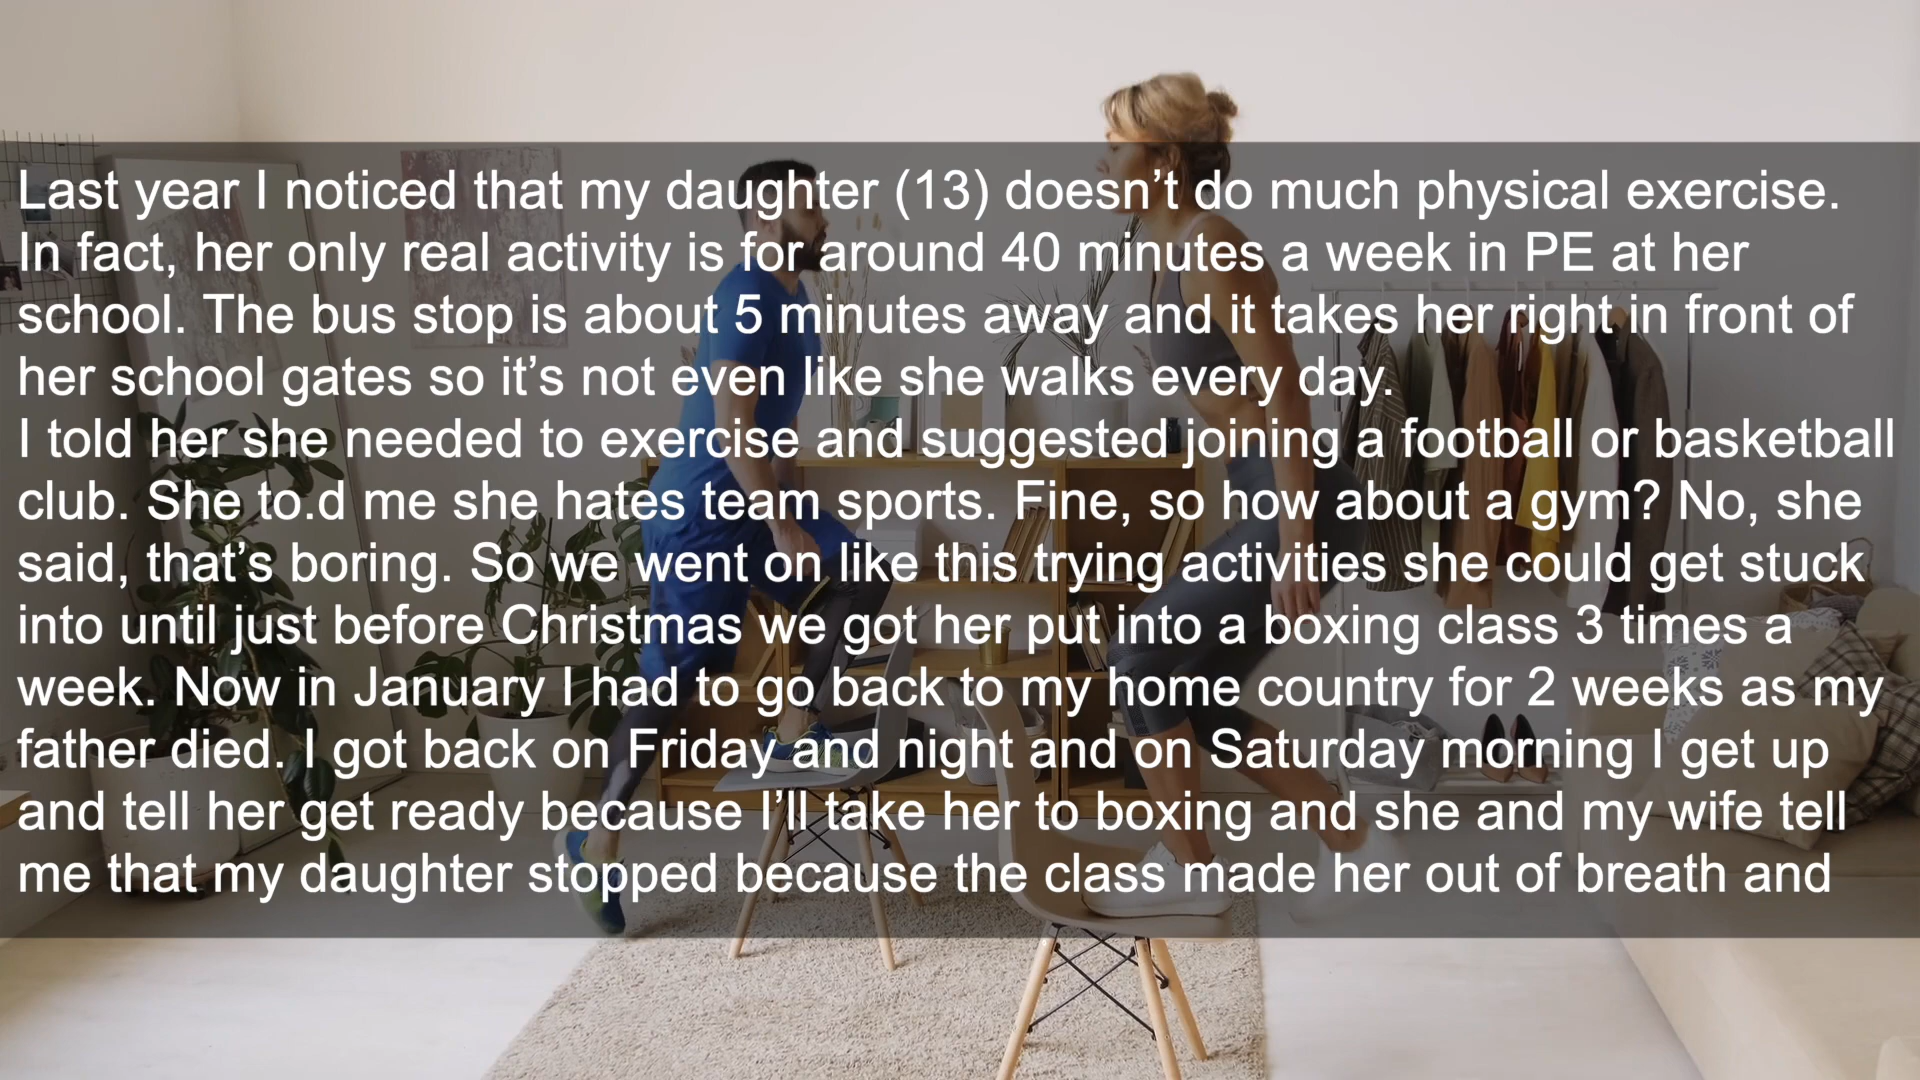 Last year I noticed that my daughter (13) doesn’t do much physical exercise.
In fact, her only real activity is for around 40 minutes a week in PE at her
school. The bus stop is about 5 minutes away and it takes her right in front of
her school gates so it’s not even like she walks every day.
I told her she needed to exercise and suggested joining a football or basketball
club. She to.d me she hates team sports. Fine, so how about a gym? No, she
said, that’s boring. So we went on like this trying activities she could get stuck
into until just before Christmas we got her put into a boxing class 3 times a
week. Now in January I had to go back to my home country for 2 weeks as my
father died. I got back on Friday and night and on Saturday morning I get up
and tell her get ready because I’ll take her to boxing and she and my wife tell
me that my daughter stopped because the class made her out of breath and